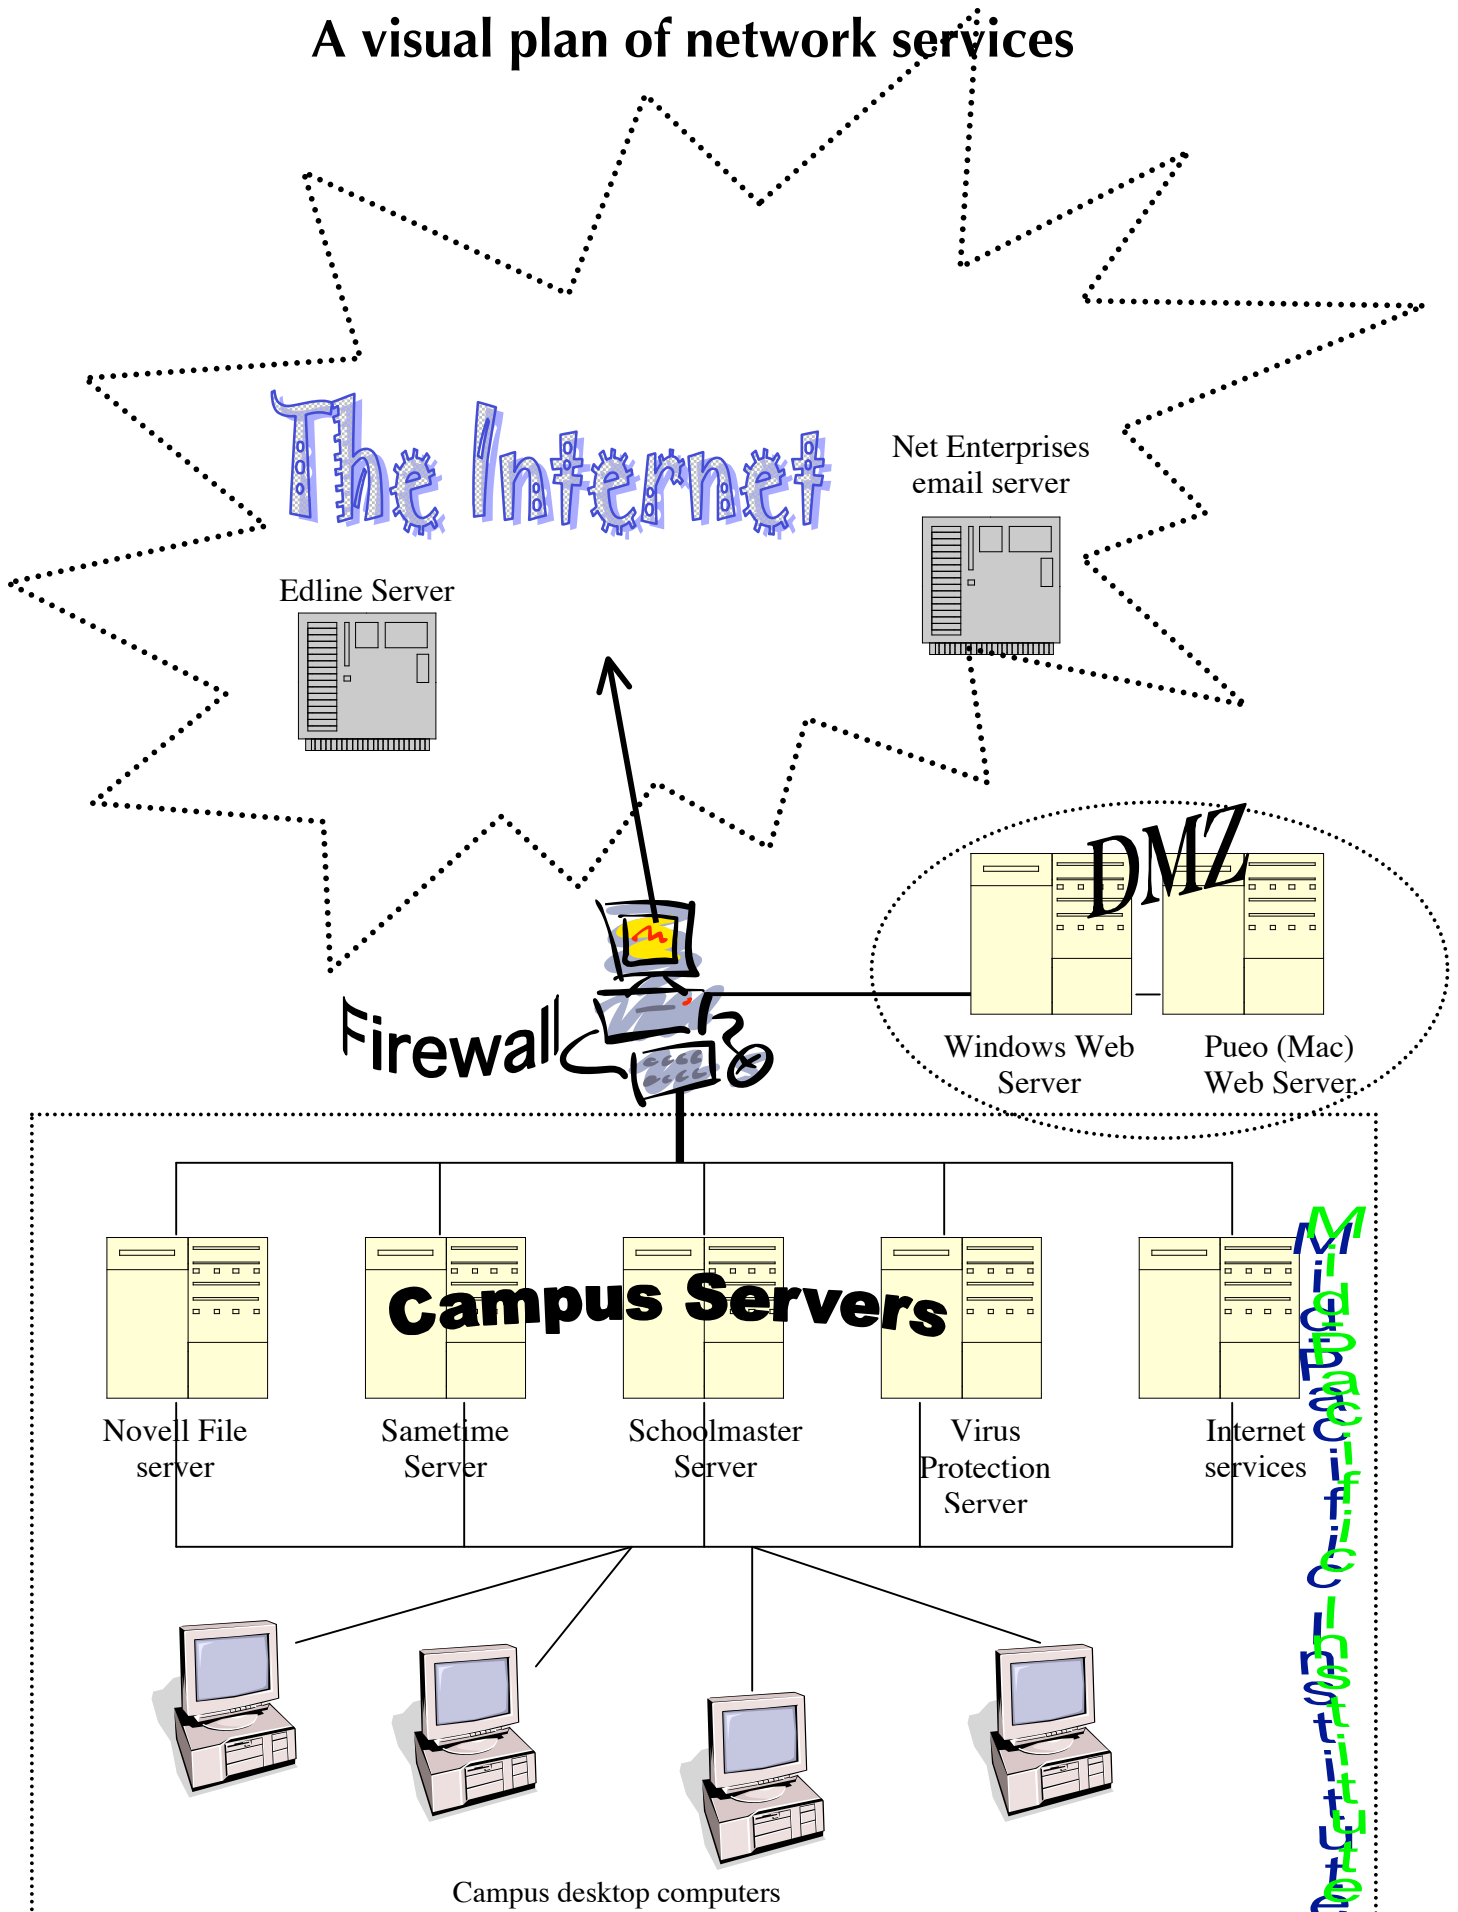 A visual plan of network services
The Internet
Net Enterprises
email server
Edline Server
DMZ
Firewall
Windows Web
Server
Pueo (Mac)
Web Server
Campus Servers
Novell File
server
Sametime
Server
Schoolmaster
Server
Virus
Protection
Server
Internet
services
MidPacific Institute
Campus desktop computers